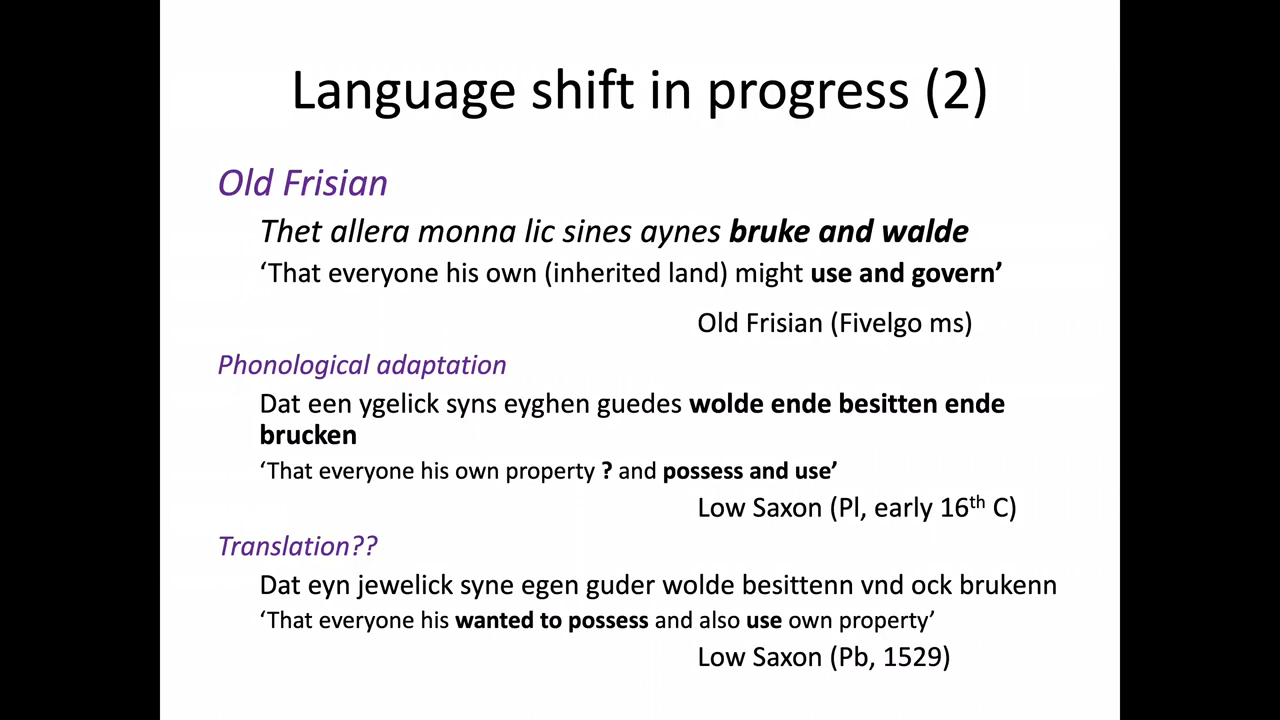 Language shift in progress (2)
Old Frisian
Thet allera monna lic sines aynes bruke and walde
‘That everyone his own (inherited land) might use and govern’
Old Frisian (Fivelgo ms)
Phonological adaptation
Dat een ygelick syns eyghen guedes wolde ende besitten ende
brucken
‘That everyone his own property ? and possess and use’
Low Saxon (Pl, early 16th C)
Translation??
Dat eyn jewelick syne egen guder wolde besittenn vnd ock brukenn
‘That everyone his wanted to possess and also use own property’
Low Saxon (Pb, 1529)